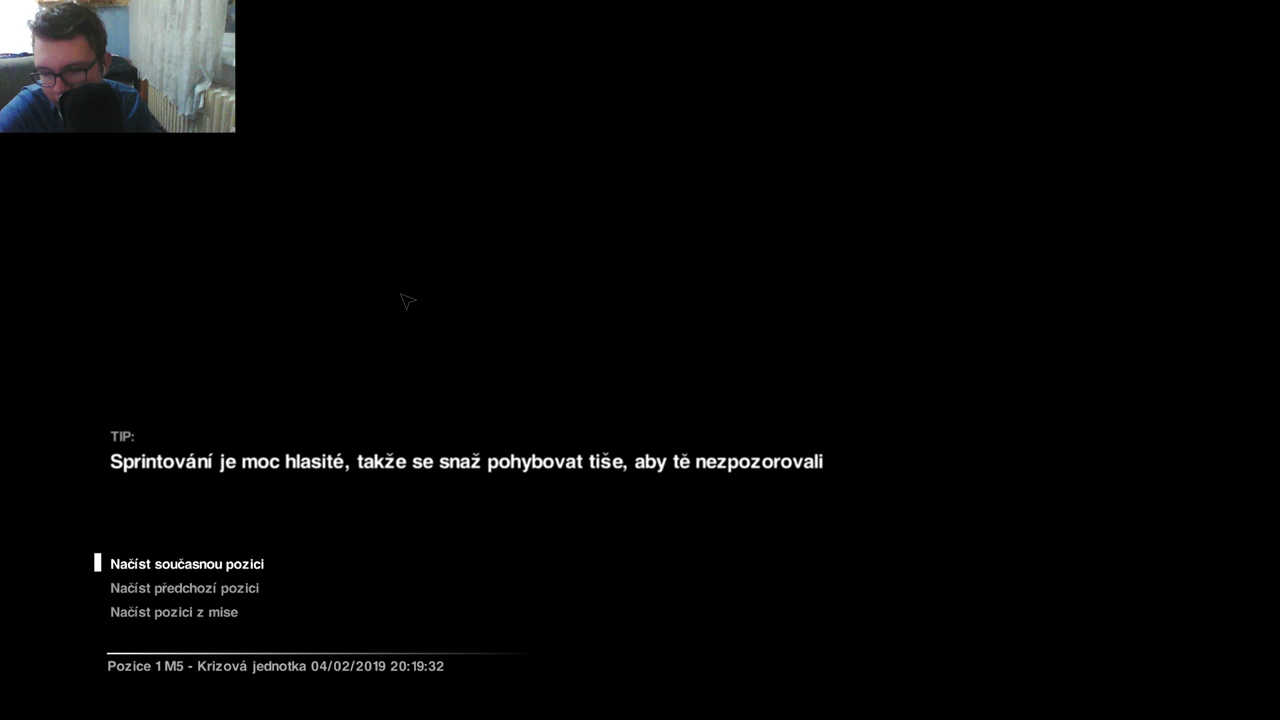 TIP:
Sprintování je moc hlasité, takže se snaž pohybovat tiše, aby tě nezpozorovali
Načíst současnou pozici
Načíst předchozí pozici
Načíst pozici z mise
Pozice 1 M5 - Krizová jednotka 04/02/2019 20:19:32